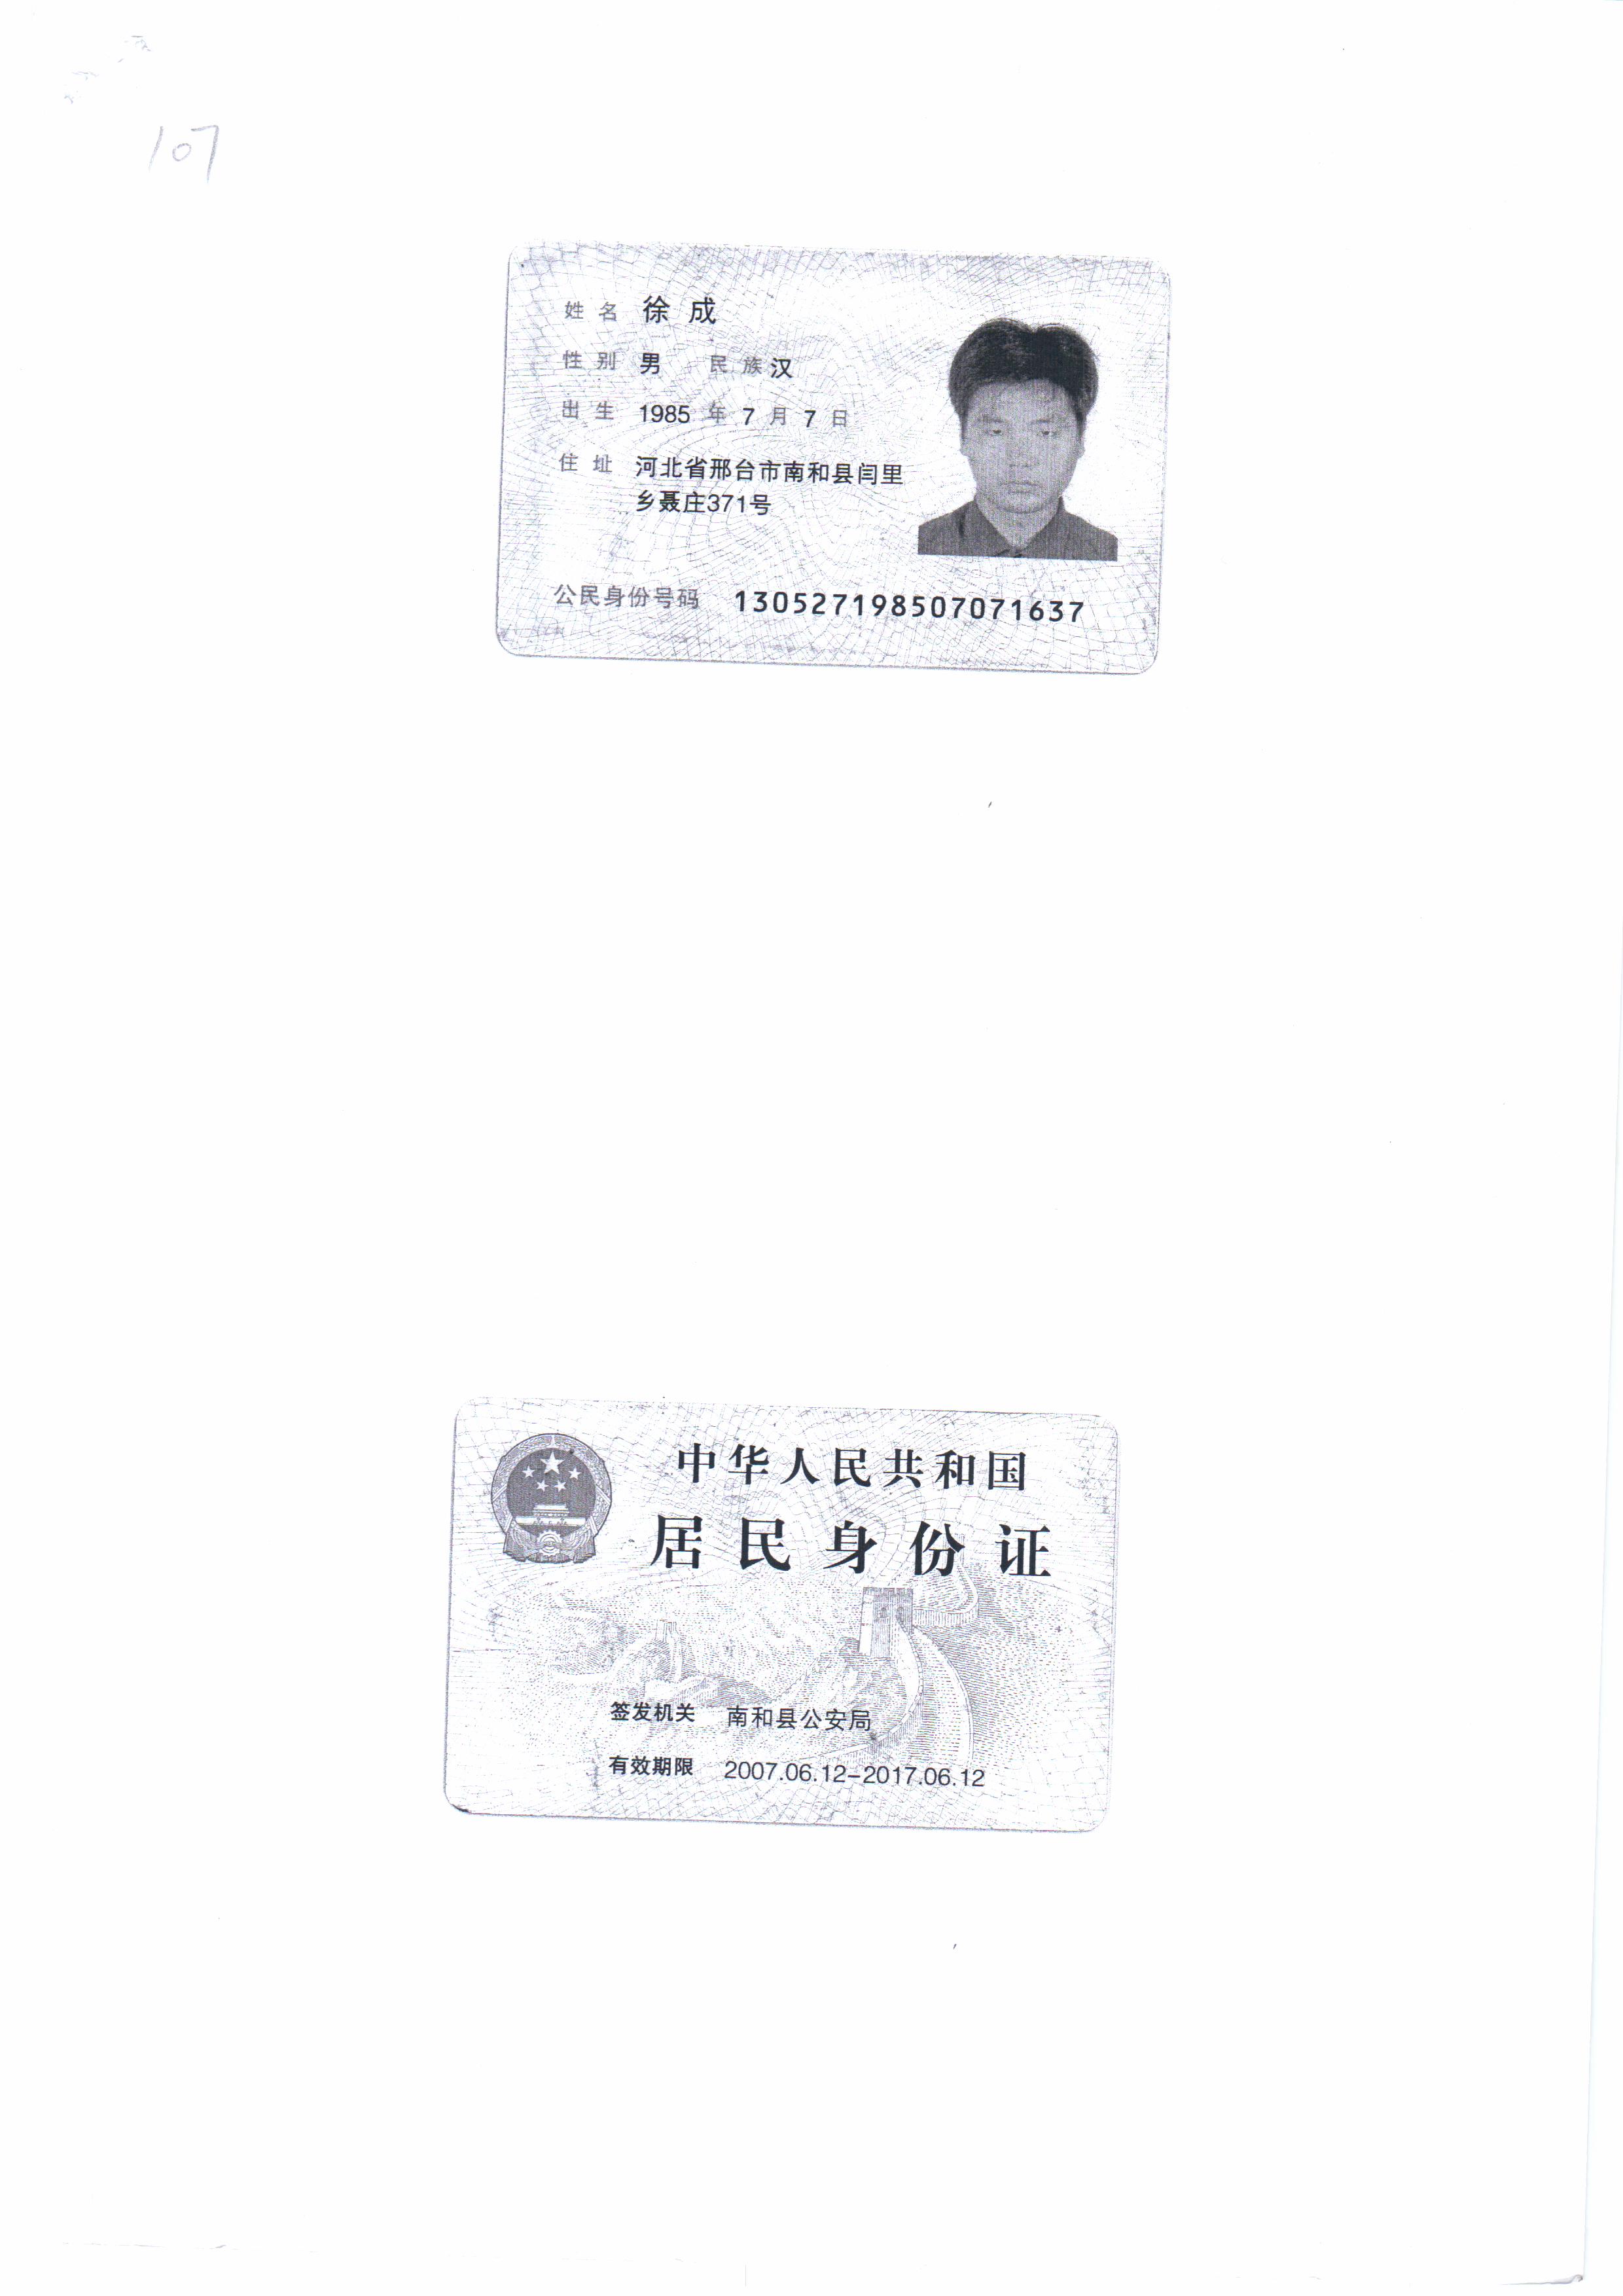 107
姓名 徐成
性别 男 民族 汉
出生 1985 年 7 月 7 日
住址 河北省邢台市南和县闫里
乡聂庄371号
公民身份号码 130527198507071637
中华人民共和国
居民身份证
签发机关 南和县公安局
有效期限 2007.06.12-2017.06.12